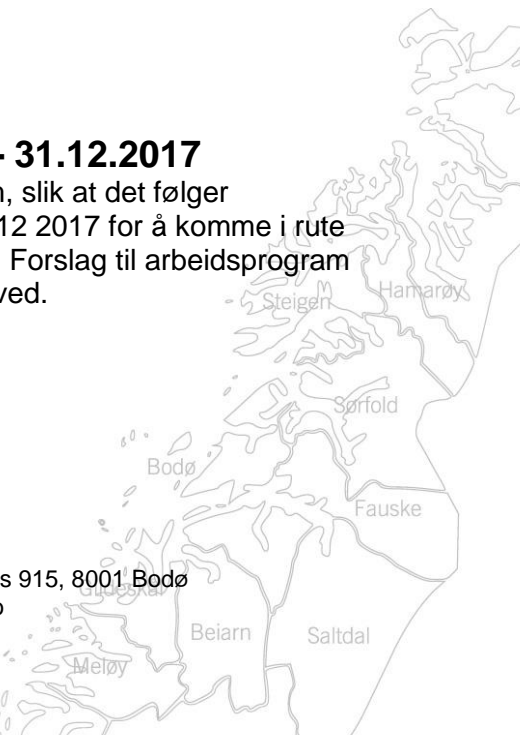 - 31.12.2017
n, slik at det følger
12 2017 for å komme i rute
. Forslag til arbeidsprogram
ved.
Steigen
Hamarøy
Sørfold
Bodø
Fauske
s 915, 8001 Bodø
Gildeskål
o
Beiarn
Saltdal
Meløy